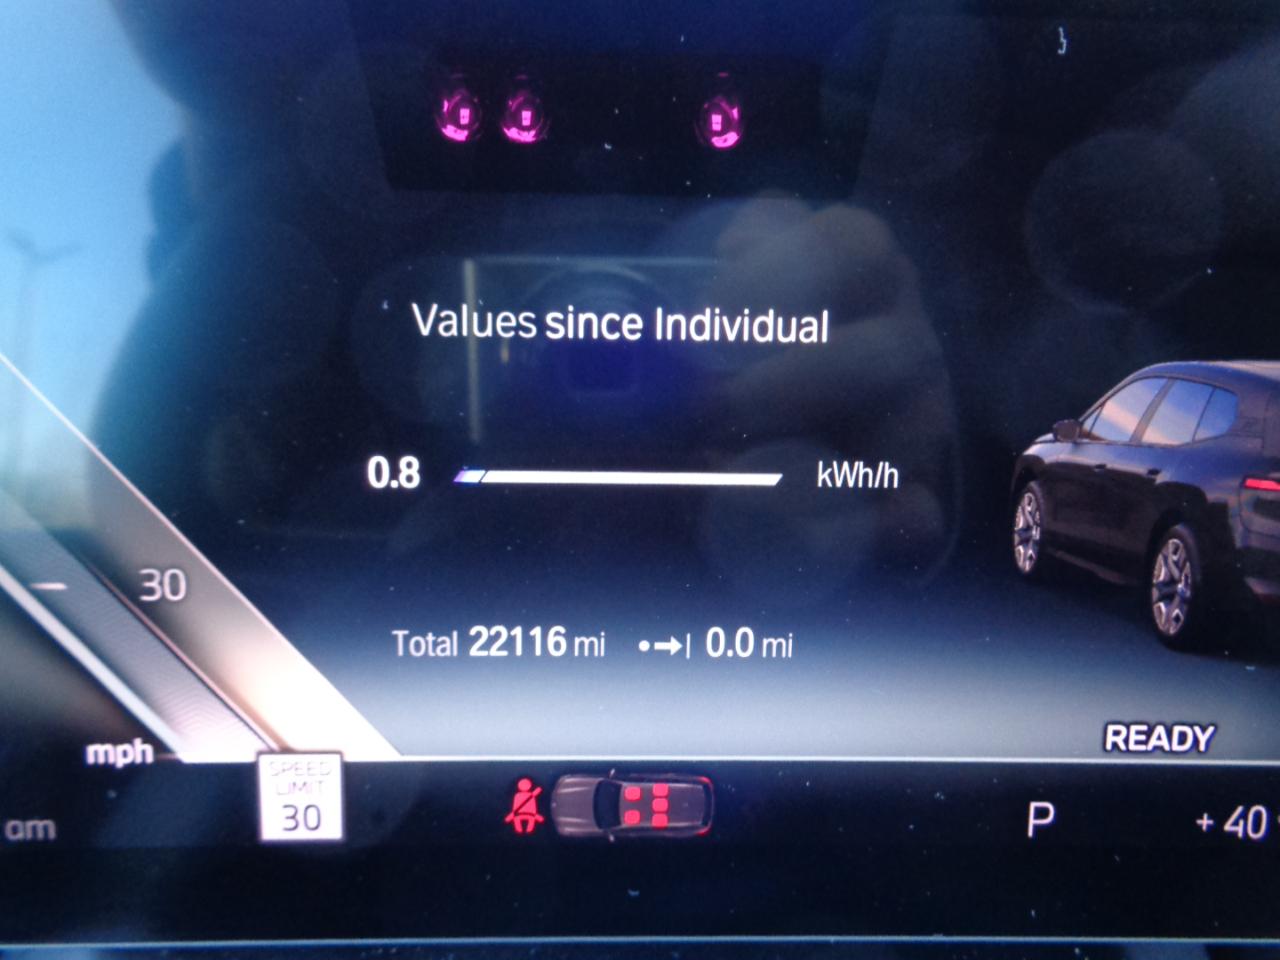 Values since Individual
0.8 kWh/h
30
Total 22116 mi 0.0 mi
READY
mph
SPEED
LIMIT
30
am
P
+ 40